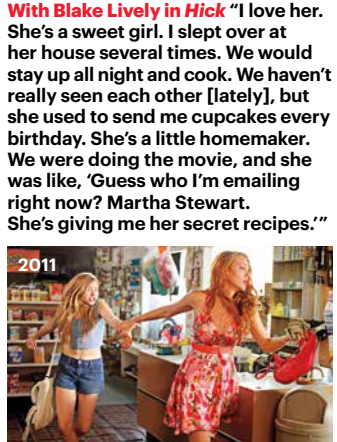 With Blake Lively in Hick “I love her.
She’s a sweet girl. I slept over at
her house several times. We would
stay up all night and cook. We haven’t
really seen each other [lately], but
she used to send me cupcakes every
birthday. She’s a little homemaker.
We were doing the movie, and she
was like, ‘Guess who I’m emailing
right now? Martha Stewart.
She’s giving me her secret recipes.’”
2011